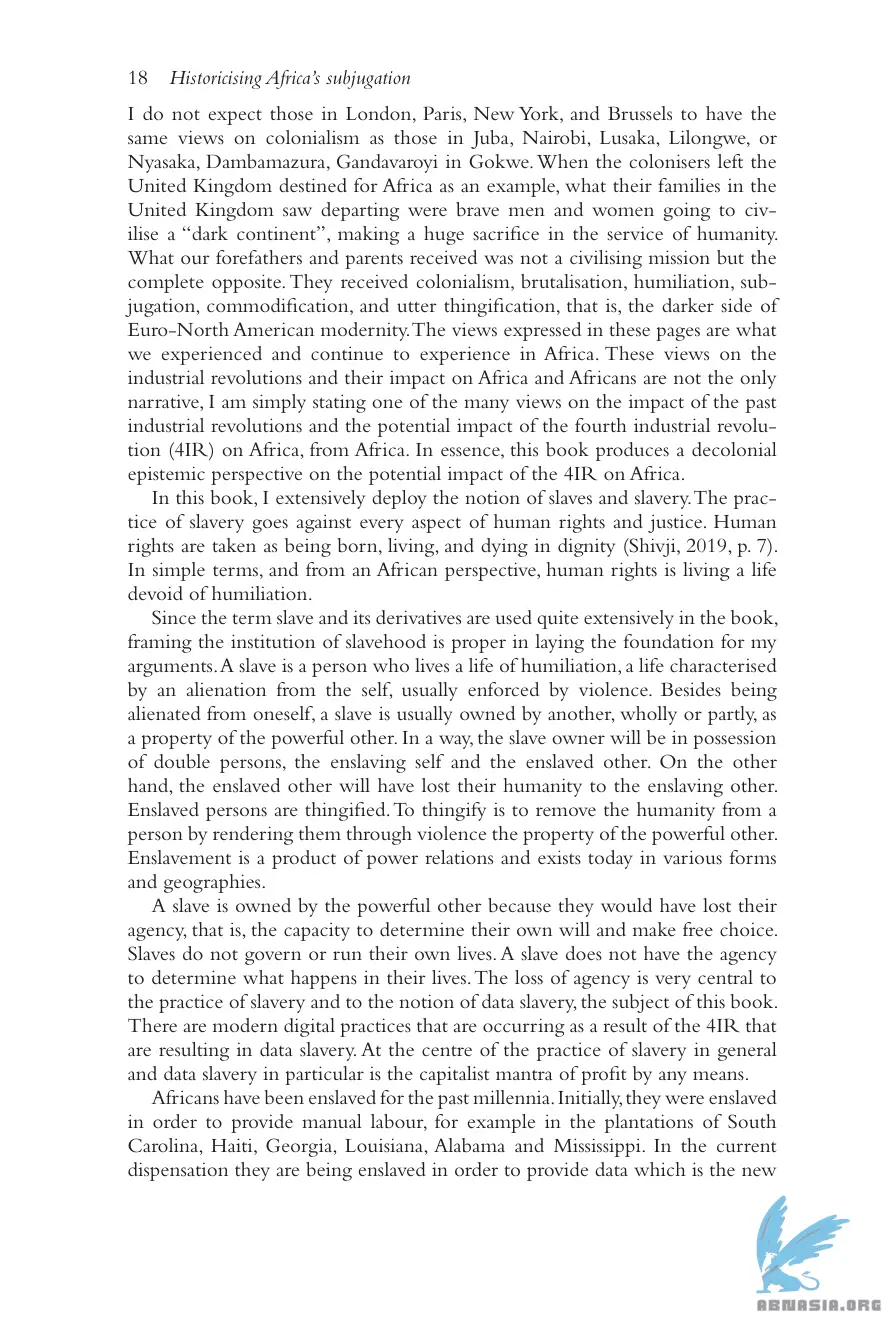 18 Historicising Africa's subjugation
I do not expect those in London, Paris, New York, and Brussels to have the
same views on colonialism as those in Juba, Nairobi, Lusaka, Lilongwe, or
Nyasaka, Dambamazura, Gandavaroyi in Gokwe. When the colonisers left the
United Kingdom destined for Africa as an example, what their families in the
United Kingdom saw departing were brave men and women going to civ-
ilise a “dark continent”, making a huge sacrifice in the service of humanity.
What our forefathers and parents received was not a civilising mission but the
complete opposite. They received colonialism, brutalisation, humiliation, sub-
jugation, commodification, and utter thingification, that is, the darker side of
Euro-North American modernity. The views expressed in these pages are what
we experienced and continue to experience in Africa. These views on the
industrial revolutions and their impact on Africa and Africans are not the only
narrative, I am simply stating one of the many views on the impact of the past
industrial revolutions and the potential impact of the fourth industrial revolu-
tion (4IR) on Africa, from Africa. In essence, this book produces a decolonial
epistemic perspective on the potential impact of the 4IR on Africa.
In this book, I extensively deploy the notion of slaves and slavery. The prac-
tice of slavery goes against every aspect of human rights and justice. Human
rights are taken as being born, living, and dying in dignity (Shivji, 2019, p. 7).
In simple terms, and from an African perspective, human rights is living a life
devoid of humiliation.
Since the term slave and its derivatives are used quite extensively in the book,
framing the institution of slavehood is proper in laying the foundation for my
arguments. A slave is a person who lives a life of humiliation, a life characterised
by an alienation from the self, usually enforced by violence. Besides being
alienated from oneself, a slave is usually owned by another, wholly or partly, as
a property of the powerful other. In a way, the slave owner will be in possession
of double persons, the enslaving self and the enslaved other. On the other
hand, the enslaved other will have lost their humanity to the enslaving other.
Enslaved persons are thingified. To thingify is to remove the humanity from a
person by rendering them through violence the property of the powerful other.
Enslavement is a product of power relations and exists today in various forms
and geographies.
A slave is owned by the powerful other because they would have lost their
agency, that is, the capacity to determine their own will and make free choice.
Slaves do not govern or run their own lives. A slave does not have the agency
to determine what happens in their lives. The loss of agency is very central to
the practice of slavery and to the notion of data slavery, the subject of this book.
There are modern digital practices that are occurring as a result of the 4IR that
are resulting in data slavery. At the centre of the practice of slavery in general
and data slavery in particular is the capitalist mantra of profit by any means.
Africans have been enslaved for the past millennia. Initially, they were enslaved
in order to provide manual labour, for example in the plantations of South
Carolina, Haiti, Georgia, Louisiana, Alabama and Mississippi. In the current
dispensation they are being enslaved in order to provide data which is the new
ABNASIA.ORG